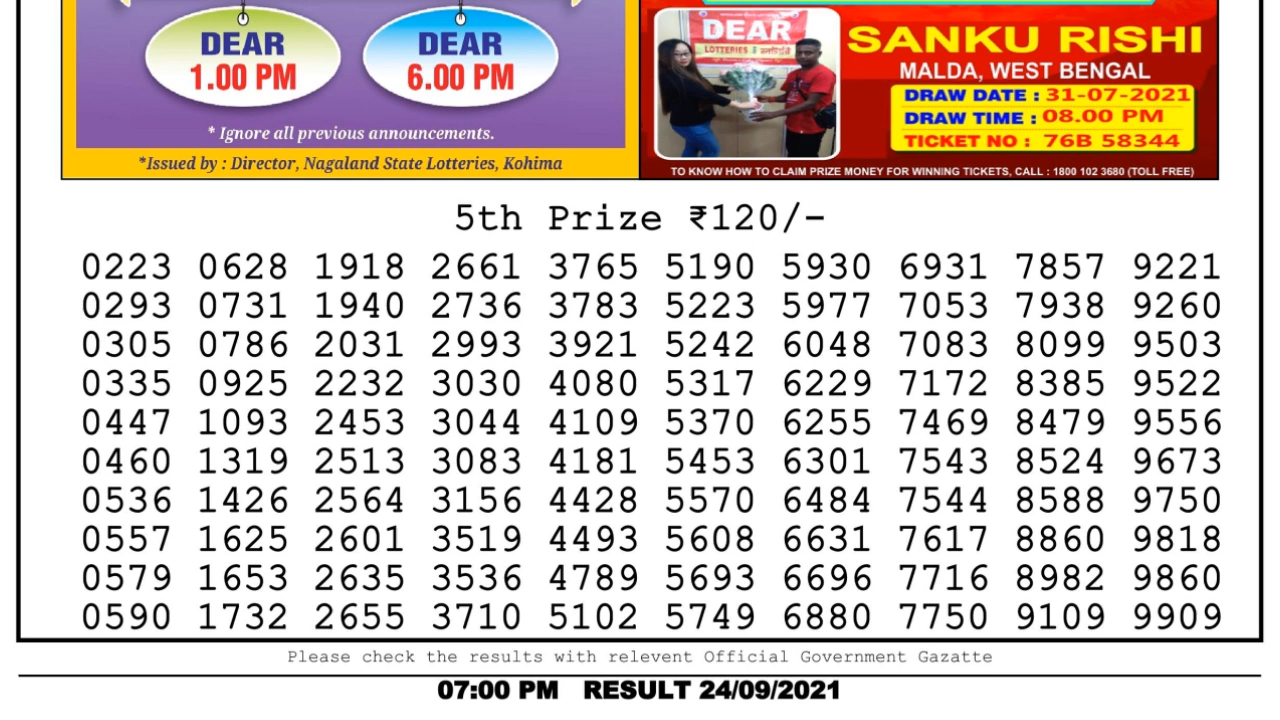 DEAR
1.00 PM
DEAR
6.00 PM
* Ignore all previous announcements.
*Issued by : Director, Nagaland State Lotteries, Kohima
DEAR
LOTTERIES
SANKU RISHI
MALDA, WEST BENGAL
DRAW DATE : 31-07-2021
DRAW TIME : 08.00 PM
TICKET NO : 76B 58344
TO KNOW HOW TO CLAIM PRIZE MONEY FOR WINNING TICKETS, CALL : 1800 102 3680 (TOLL FREE)
5th Prize ₹120/-
0223 0628 1918 2661 3765 5190 5930 6931 7857 9221
0293 0731 1940 2736 3783 5223 5977 7053 7938 9260
0305 0786 2031 2993 3921 5242 6048 7083 8099 9503
0335 0925 2232 3030 4080 5317 6229 7172 8385 9522
0447 1093 2453 3044 4109 5370 6255 7469 8479 9556
0460 1319 2513 3083 4181 5453 6301 7543 8524 9673
0536 1426 2564 3156 4428 5570 6484 7544 8588 9750
0557 1625 2601 3519 4493 5608 6631 7617 8860 9818
0579 1653 2635 3536 4789 5693 6696 7716 8982 9860
0590 1732 2655 3710 5102 5749 6880 7750 9109 9909
Please check the results with relevent Official Government Gazatte
07:00 PM RESULT 24/09/2021